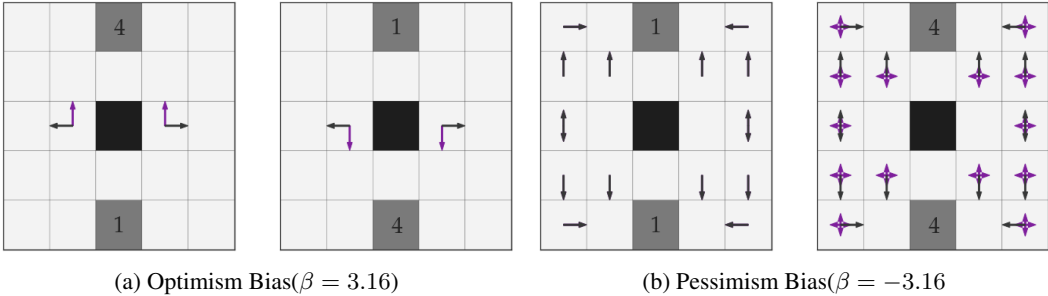 4 1 1 4
1 4 1 4
(a) Optimism Bias(β = 3.16) (b) Pessimism Bias(β = −3.16